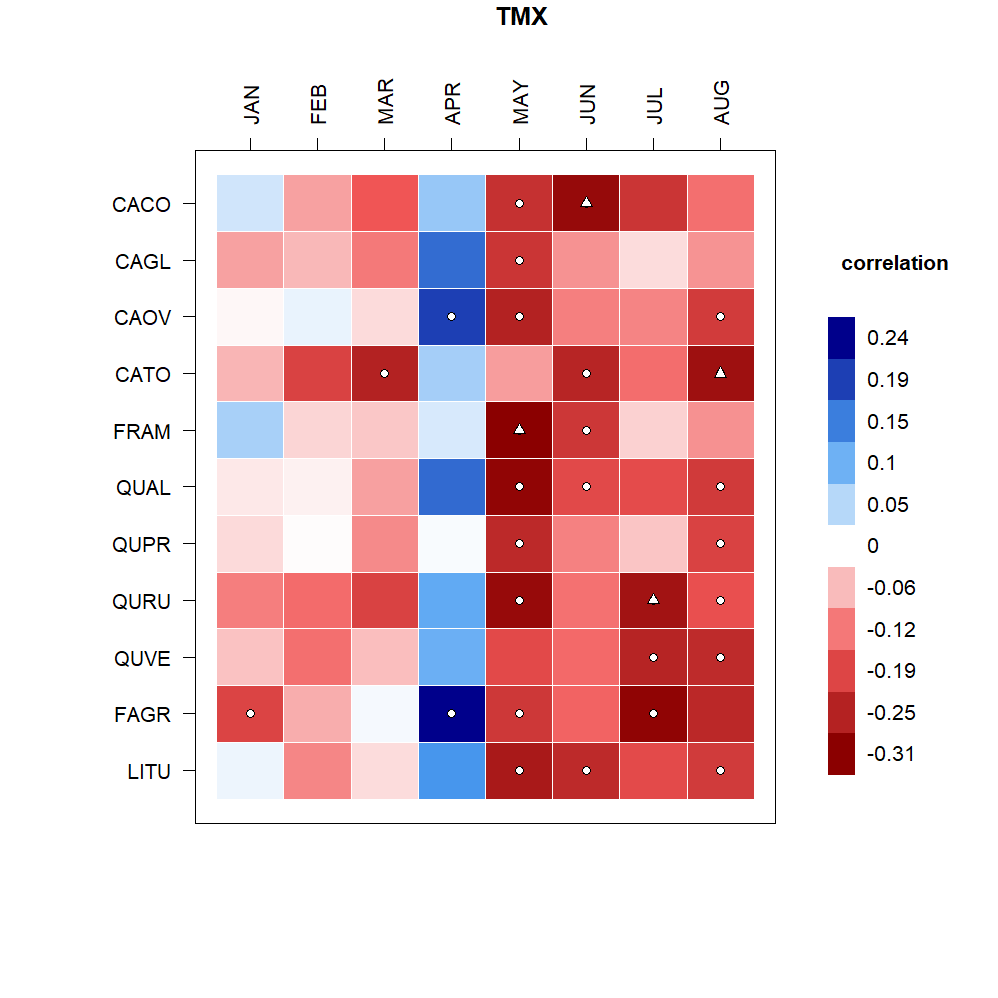 TMX
JAN
FEB
MAR
APR
MAY
JUN
JUL
AUG
CACO
CAGL
CAOV
CATO
FRAM
QUAL
QUPR
QURU
QUVE
FAGR
LITU
correlation
0.24
0.19
0.15
0.1
0.05
0
-0.06
-0.12
-0.19
-0.25
-0.31